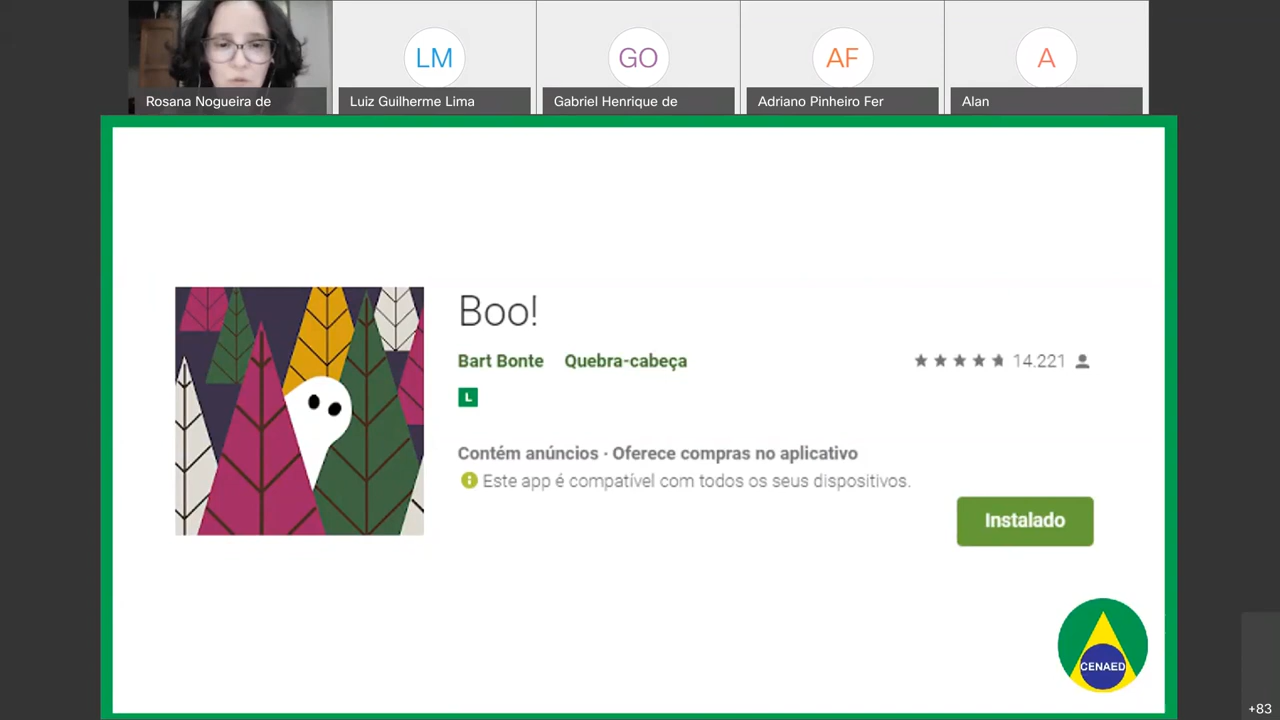 LM
GO
AF
A
Rosana Nogueira de
Luiz Guilherme Lima
Gabriel Henrique de
Adriano Pinheiro Fer
Alan
Boo!
Bart Bonte Quebra-cabeça
14.221
L
Contém anúncios · Oferece compras no aplicativo
Este app é compatível com todos os seus dispositivos.
Instalado
CENAED
+83